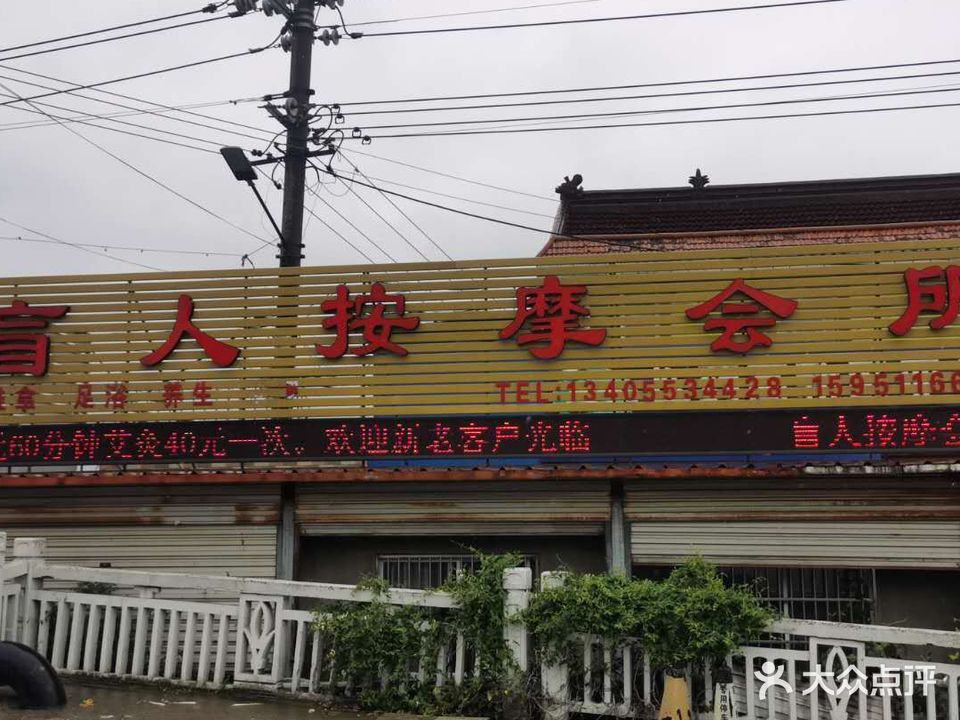 盲人按摩会所
推拿 足浴 养生
TEL:13405534428 1595116
60分钟艾灸40元一次。欢迎新老客户光临 盲人按摩
大众点评